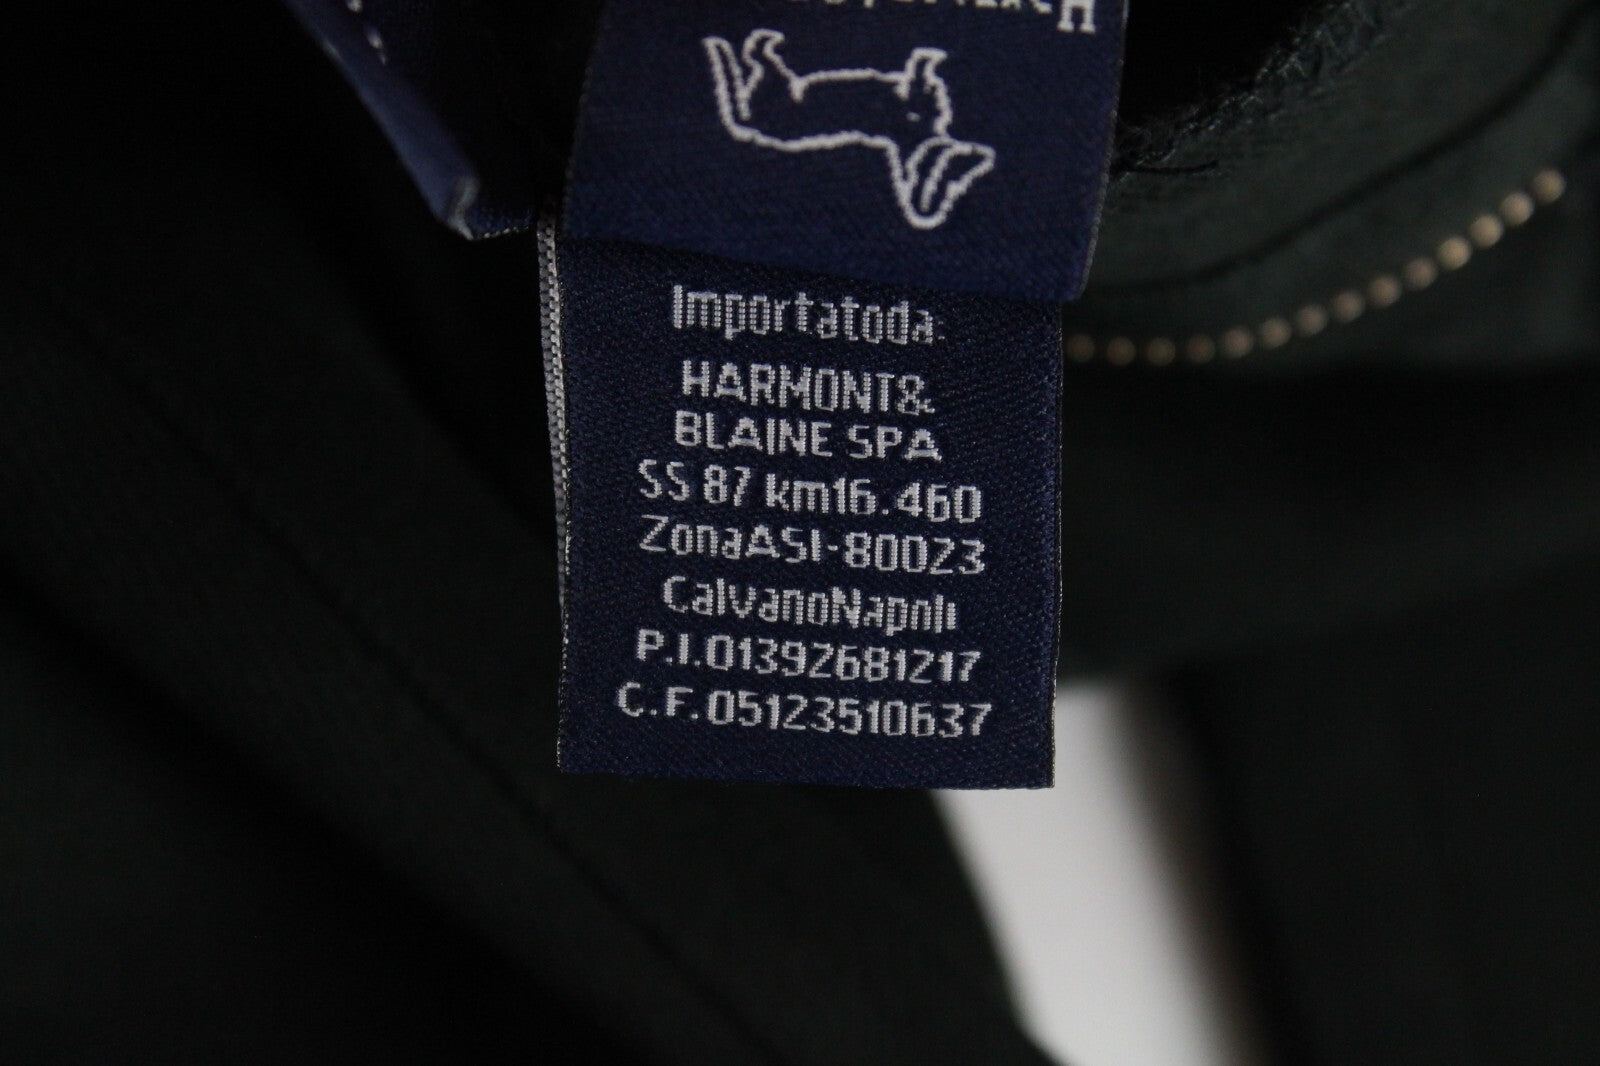 Importatoda:
HARMONT&
BLAINE SPA
SS 87 km16.460
ZonaASI-80023
CalvanoNapoli
P.I.01392681217
C.F.05123510637